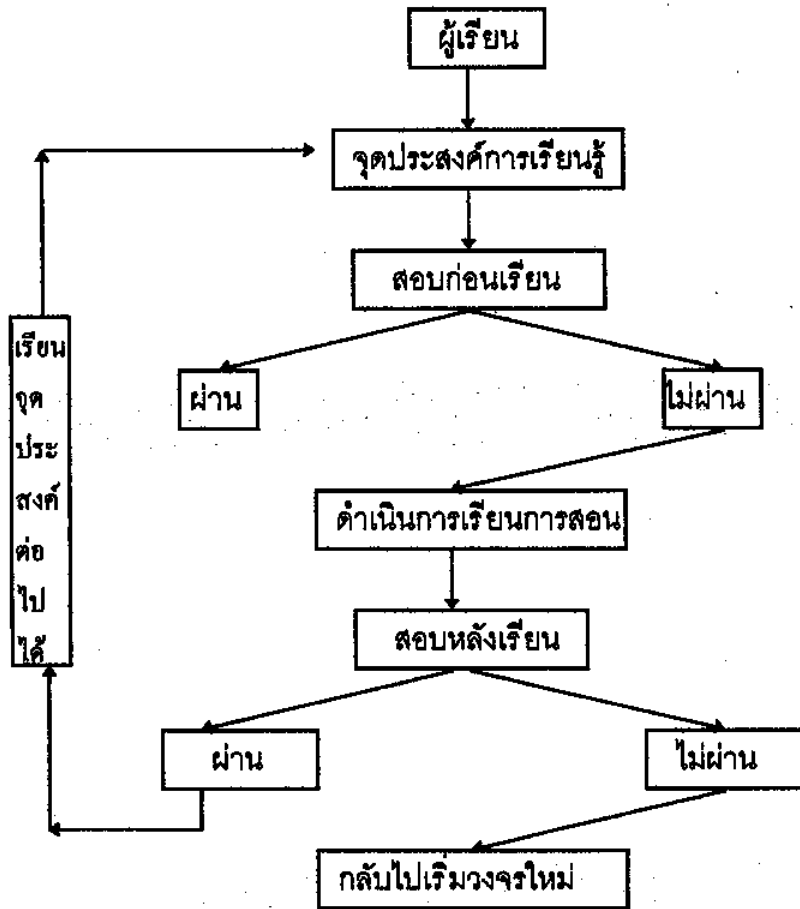 ผู้เรียน
จุดประสงค์การเรียนรู้
สอบก่อนเรียน
ผ่าน
ไม่ผ่าน
เรียน
จุด
ประ
สงค์
ต่อ
ไป
ได้
ดำเนินการเรียนการสอน
สอบหลังเรียน
ผ่าน
ไม่ผ่าน
กลับไปเริ่มวงจรใหม่